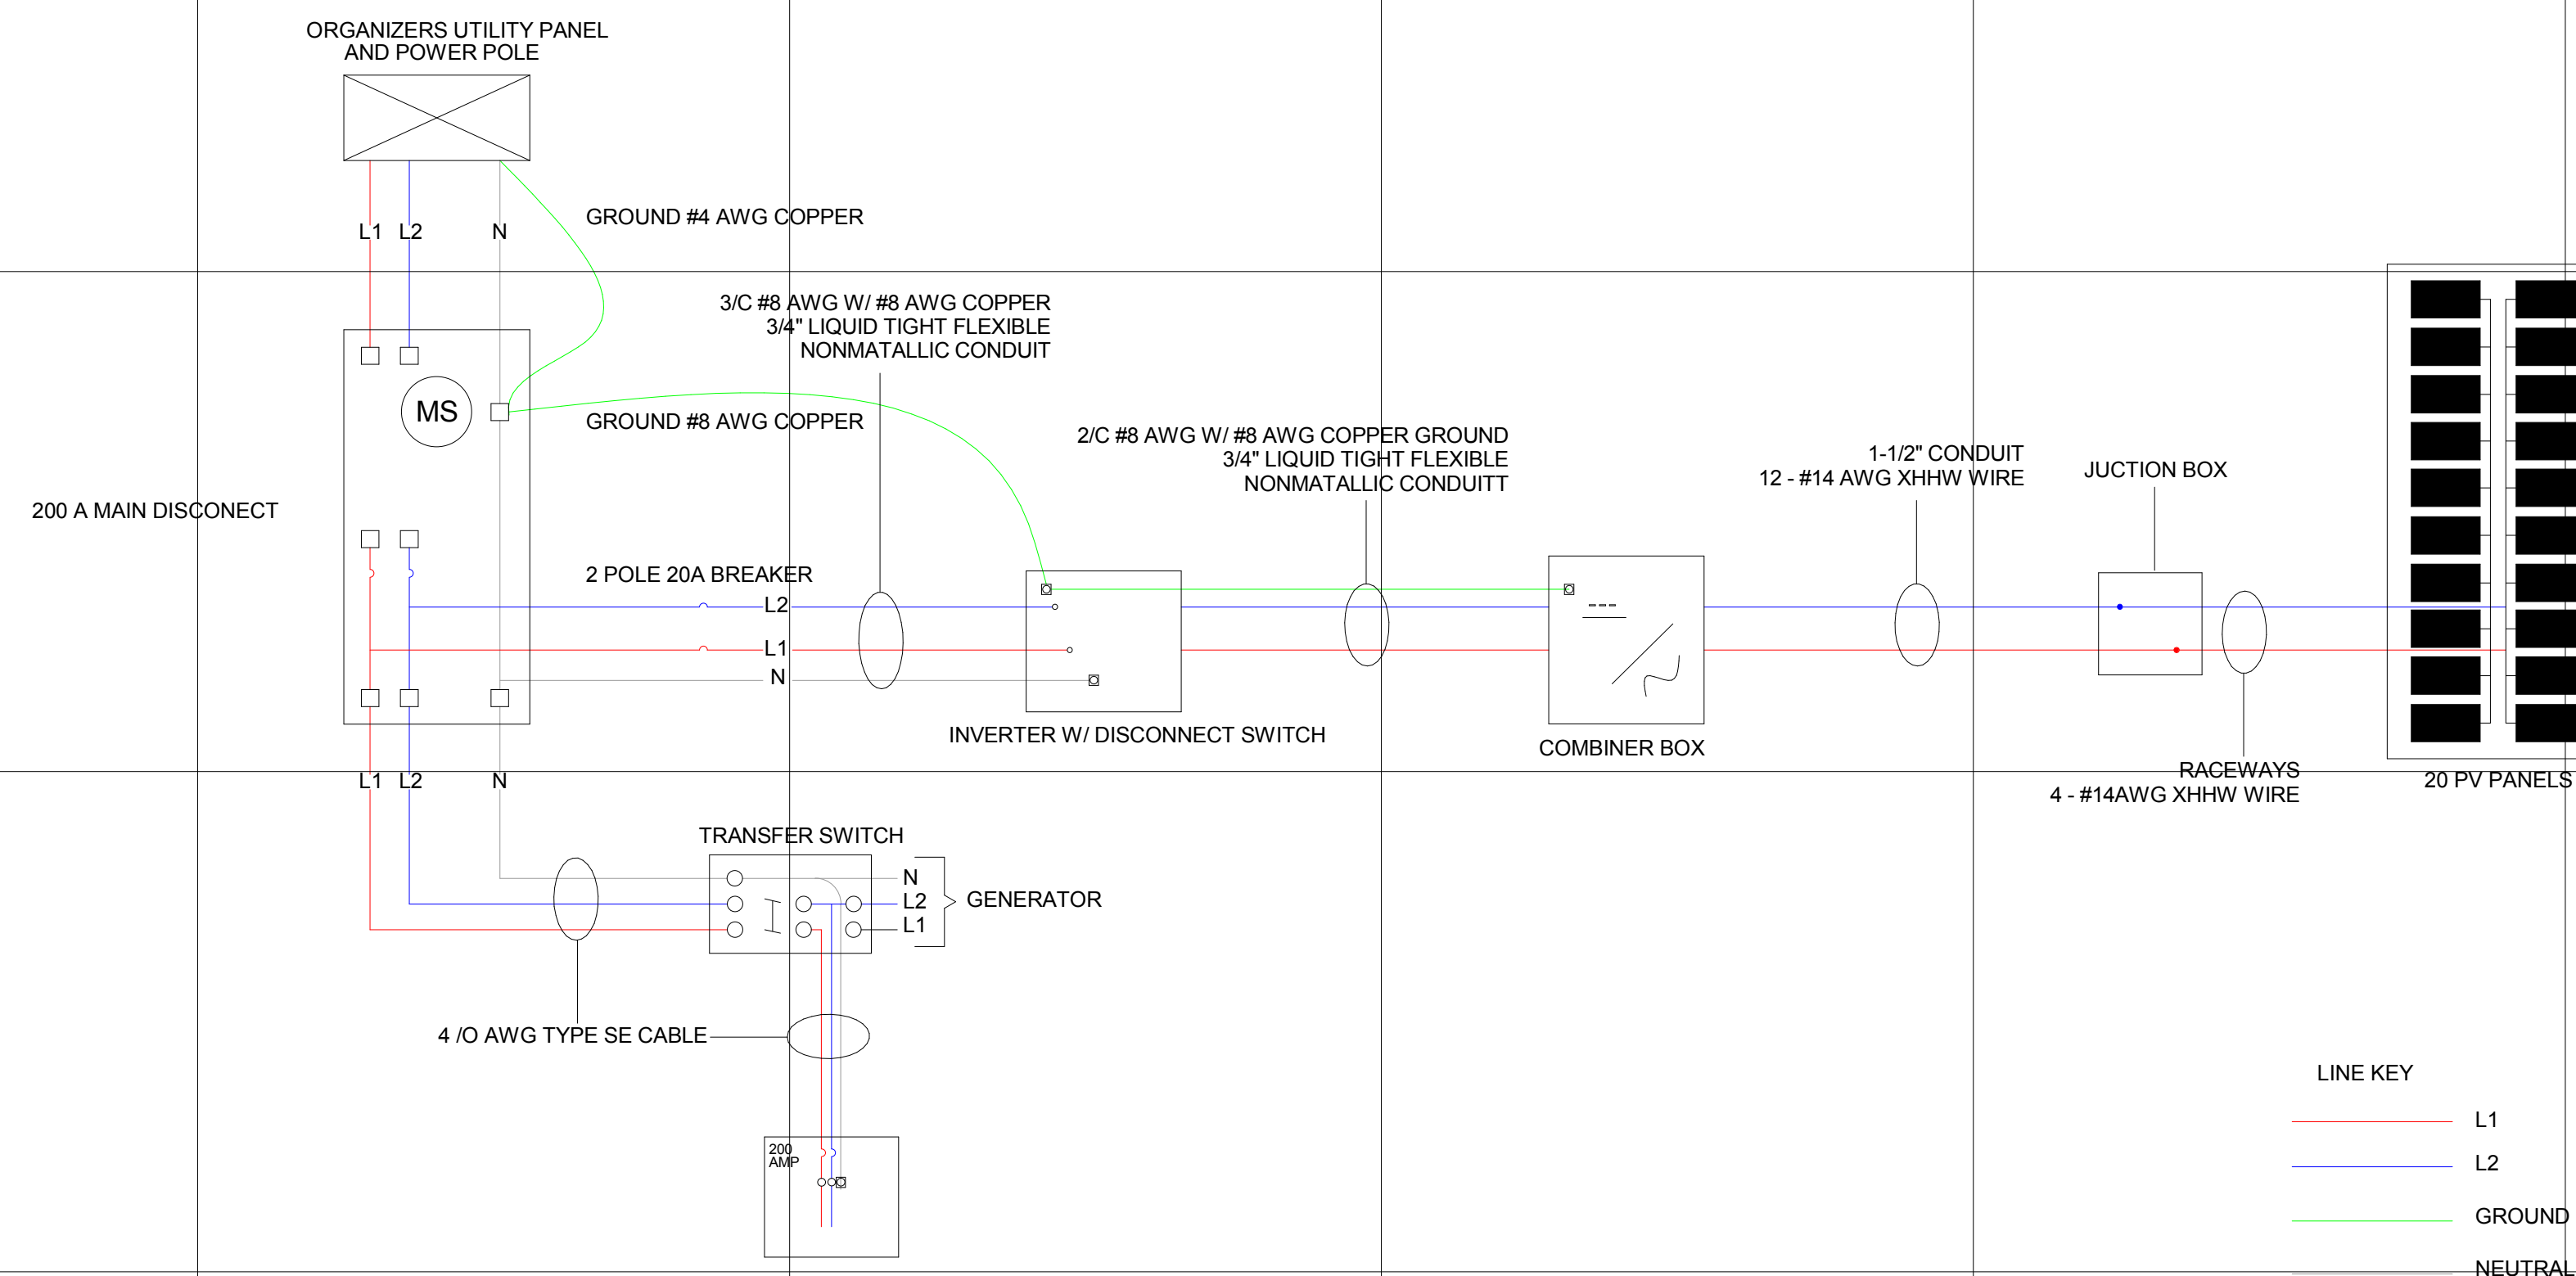 ORGANIZERS UTILITY PANEL
AND POWER POLE
L1 L2 N
GROUND #4 AWG COPPER
3/C #8 AWG W/ #8 AWG COPPER
3/4" LIQUID TIGHT FLEXIBLE
NONMATALLIC CONDUIT
MS
GROUND #8 AWG COPPER
2/C #8 AWG W/ #8 AWG COPPER GROUND
3/4" LIQUID TIGHT FLEXIBLE
NONMATALLIC CONDUITT
1-1/2" CONDUIT
12 - #14 AWG XHHW WIRE
JUCTION BOX
200 A MAIN DISCONECT
2 POLE 20A BREAKER
L2
L1
N
INVERTER W/ DISCONNECT SWITCH
COMBINER BOX
RACEWAYS
4 - #14AWG XHHW WIRE
20 PV PANELS
L1 L2 N
TRANSFER SWITCH
N
L2
L1
GENERATOR
4 /O AWG TYPE SE CABLE
200
AMP
LINE KEY
L1
L2
GROUND
NEUTRAL